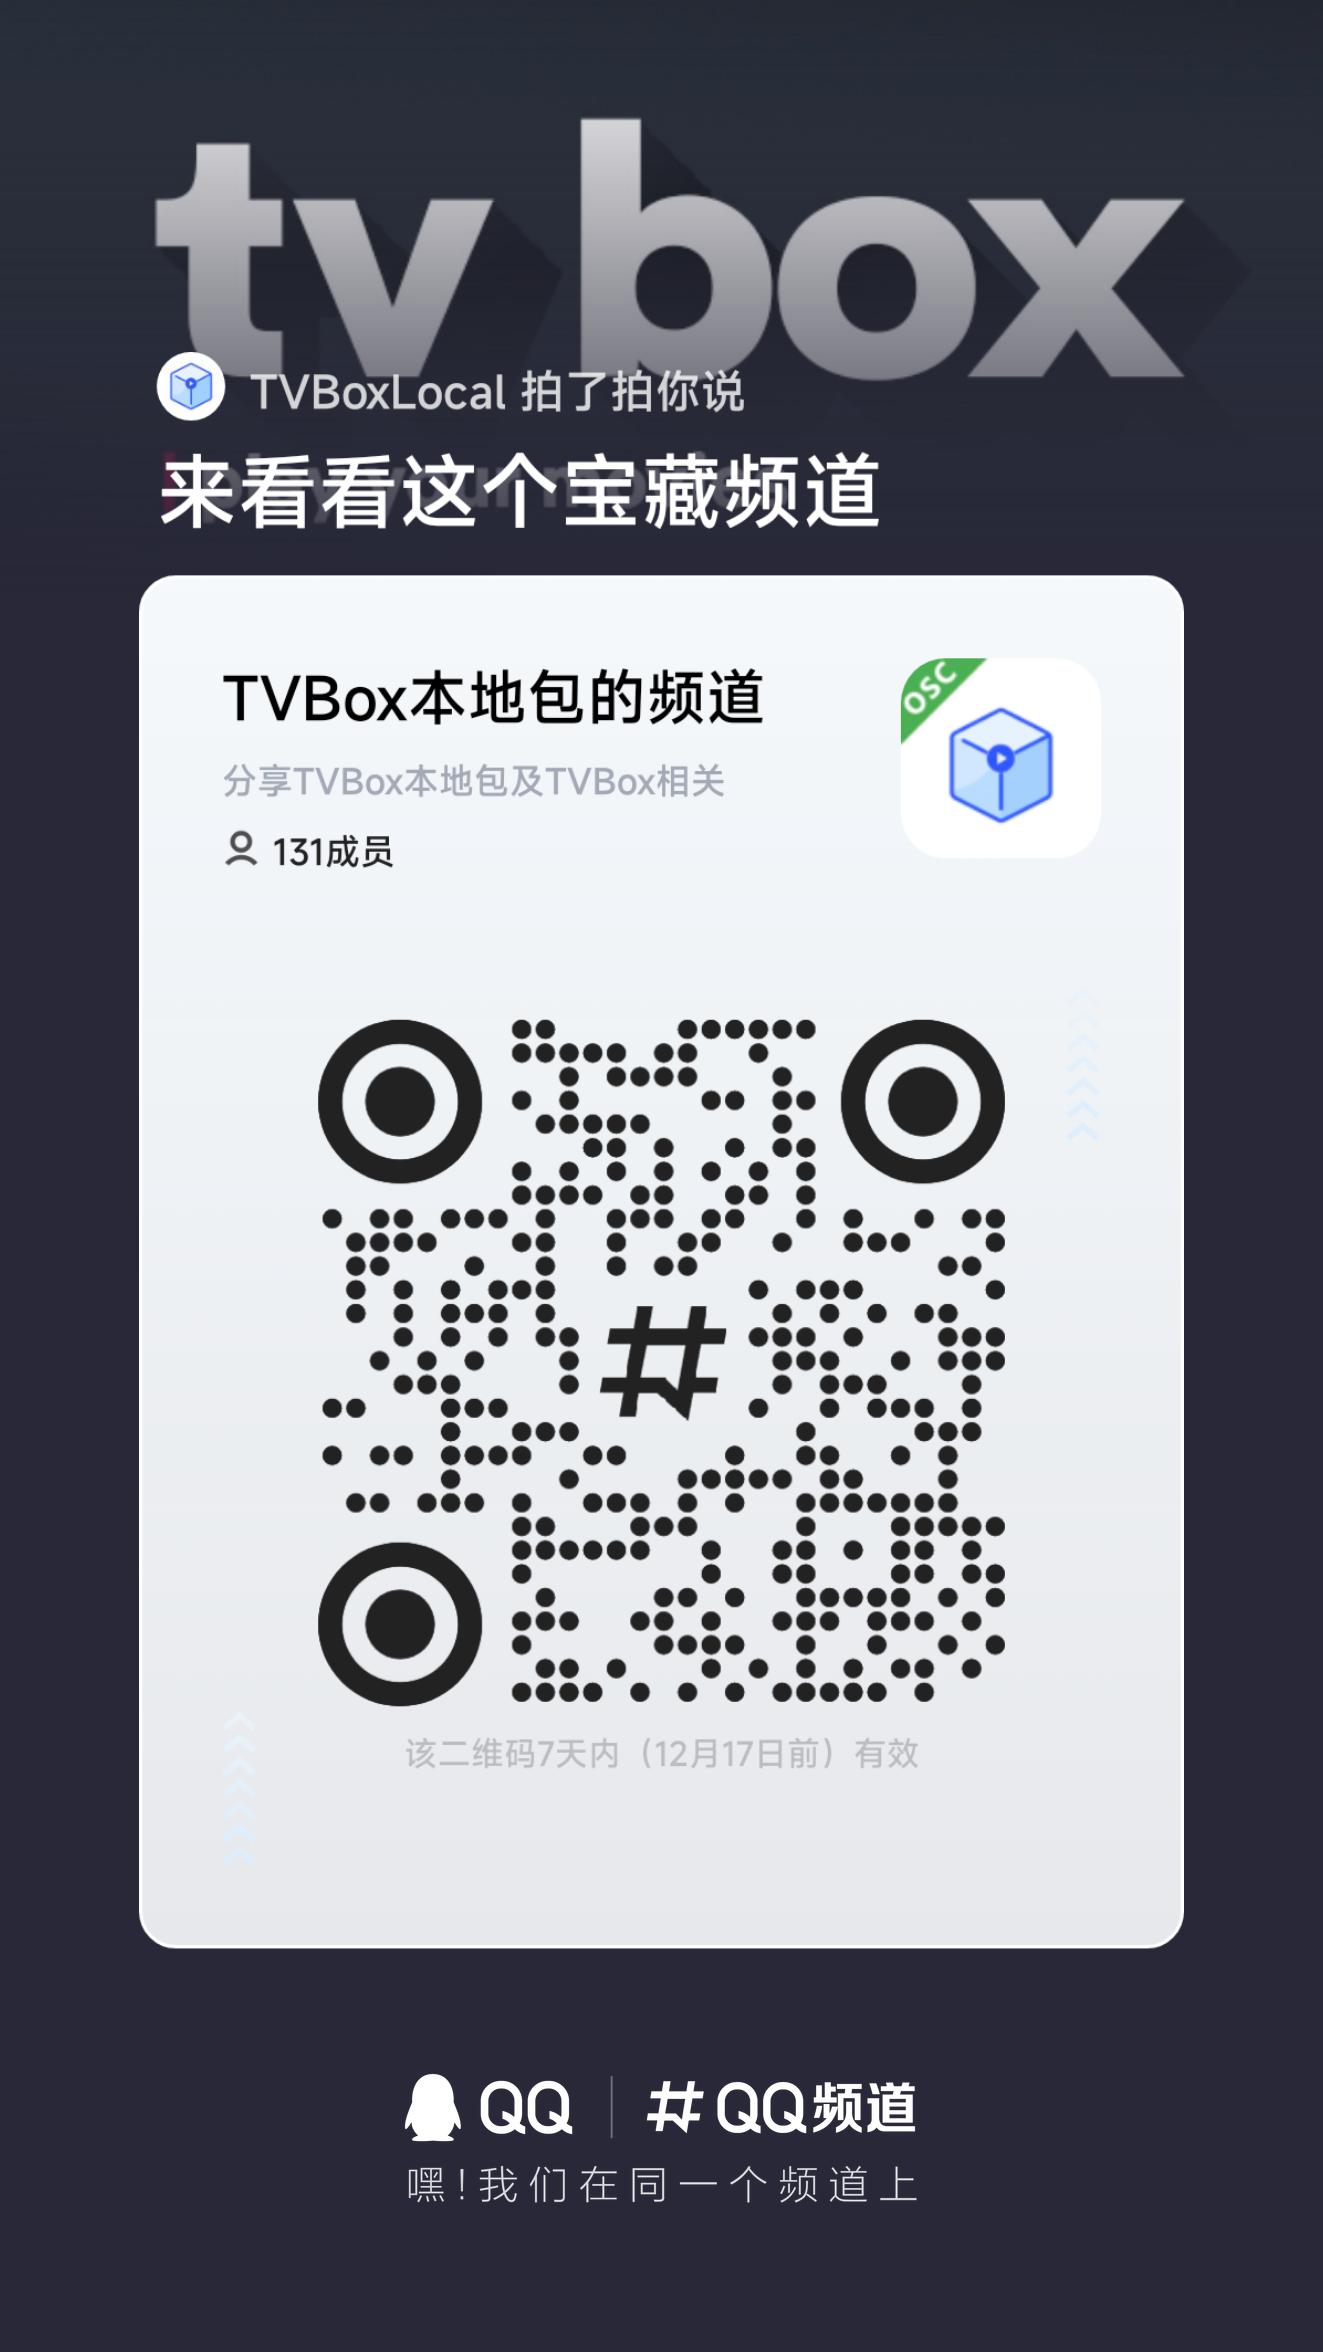 tv box
TVBoxLocal 拍了拍你说
来看看这个宝藏频道
TVBox本地包的频道
OSC
分享TVBox本地包及TVBox相关
131成员
该二维码7天内（12月17日前）有效
QQ
QQ频道
嘿!我们在同一个频道上